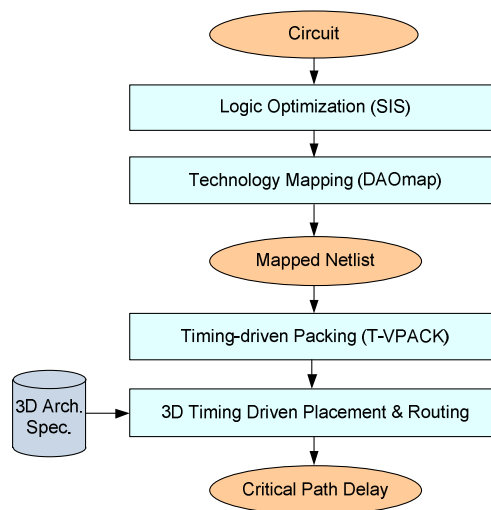 Circuit
Logic Optimization (SIS)
Technology Mapping (DAOmap)
Mapped Netlist
Timing-driven Packing (T-VPACK)
3D Arch.
Spec.
3D Timing Driven Placement & Routing
Critical Path Delay